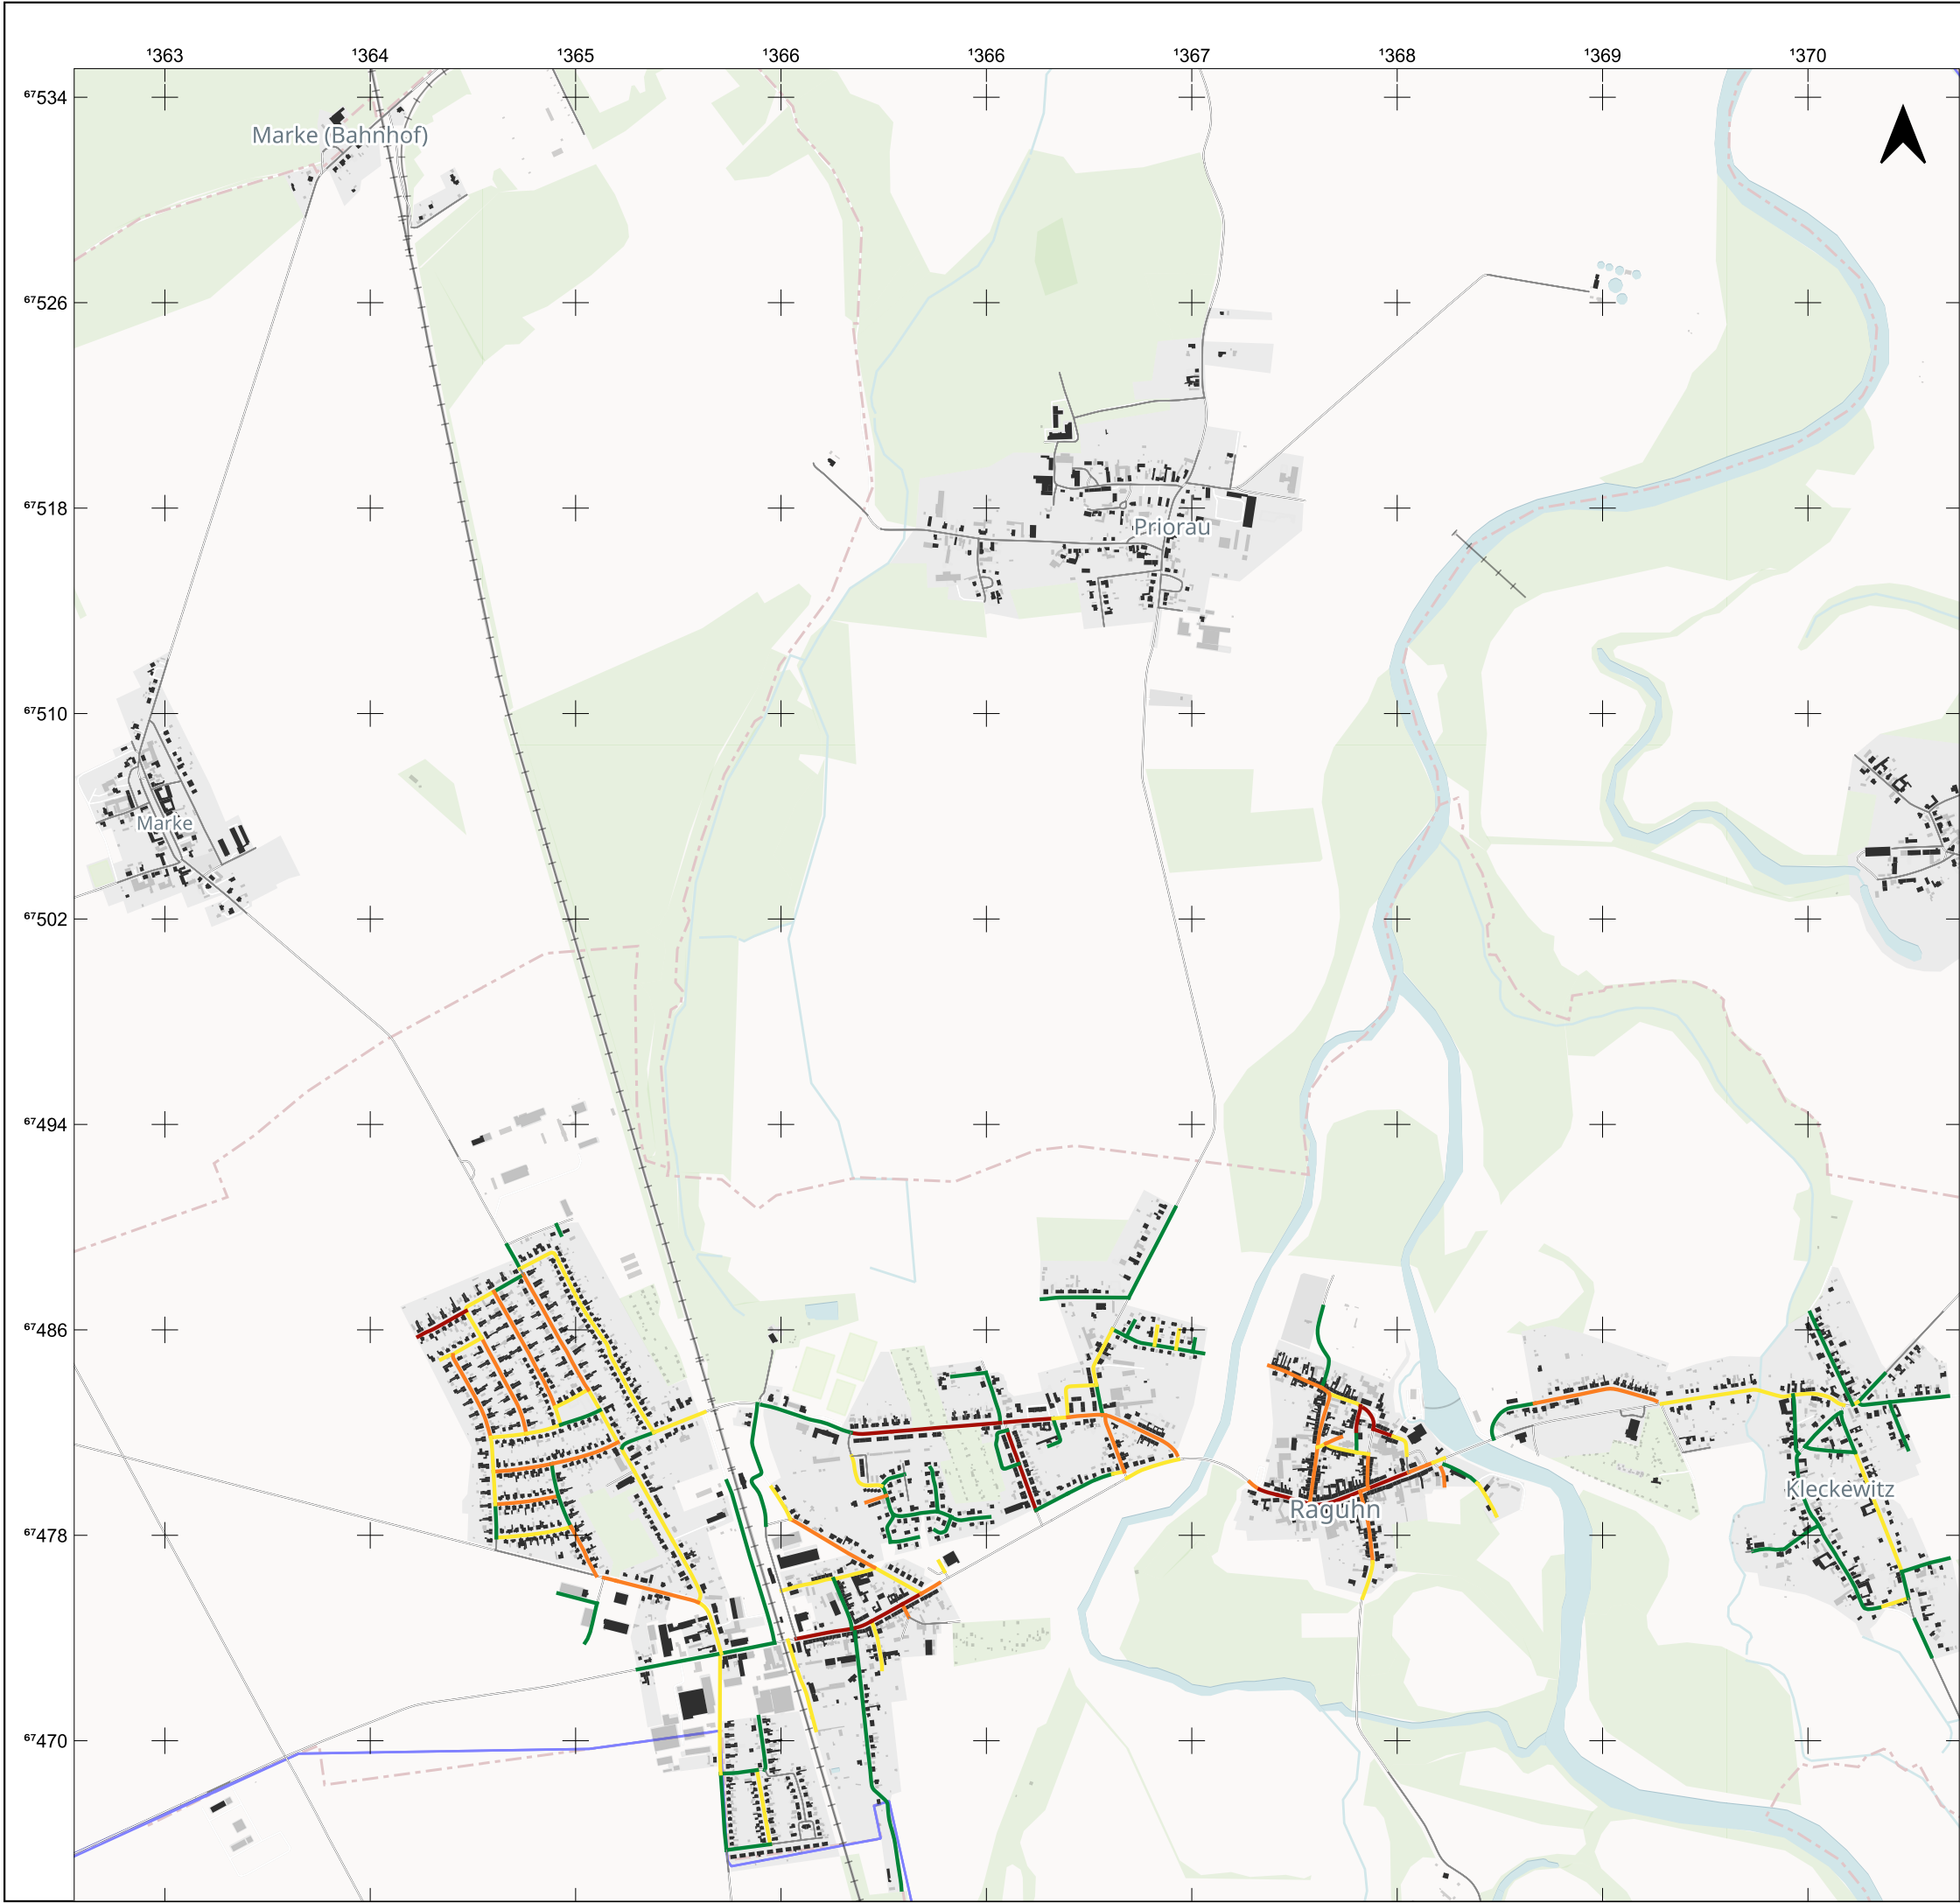 ¹363 ¹364 ¹365 ¹366 ¹366 ¹367 ¹368 ¹369 ¹370
⁶⁷534
Marke (Bahnhof)
⁶⁷526
⁶⁷518
Priorau
⁶⁷510
Marke
⁶⁷502
⁶⁷494
⁶⁷486
Kleckewitz
Raguhn
⁶⁷478
⁶⁷470